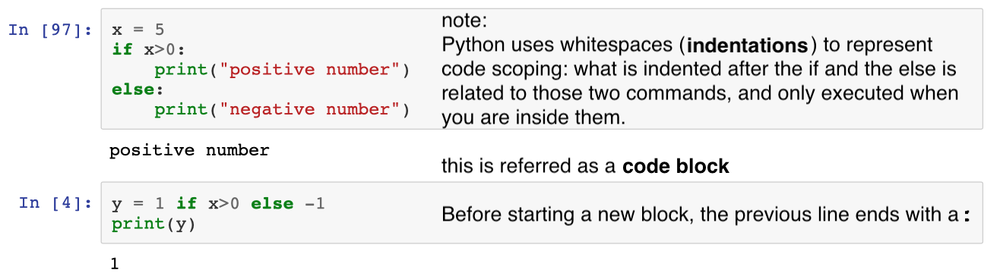 In [97]: x = 5
if x>0:
    print("positive number")
else:
    print("negative number")
note:
Python uses whitespaces (indentations) to represent
code scoping: what is indented after the if and the else is
related to those two commands, and only executed when
you are inside them.
positive number
this is referred as a code block
In [4]: y = 1 if x>0 else -1
print(y)
Before starting a new block, the previous line ends with a :
1